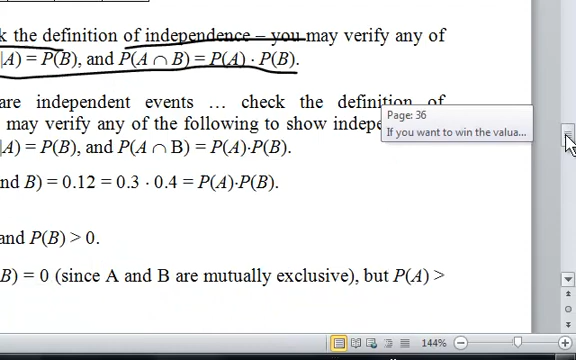 k the definition of independence – you may verify any of
|A) = P(B), and P(A ∩ B) = P(A) · P(B).
are independent events … check the definition of
may verify any of the following to show indepe
Page: 36
If you want to win the valua...
|A) = P(B), and P(A ∩ B) = P(A)·P(B).
nd B) = 0.12 = 0.3 · 0.4 = P(A)·P(B).
and P(B) > 0.
B) = 0 (since A and B are mutually exclusive), but P(A) >
144%